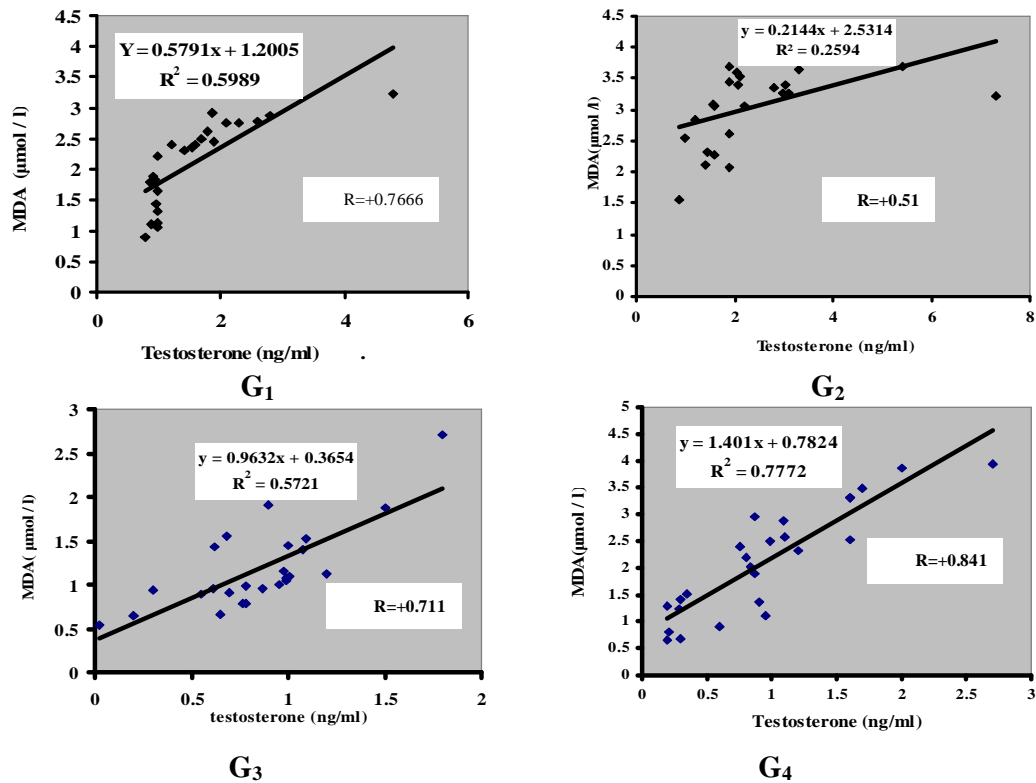 4.5
4
3.5
3
2.5
2
1.5
1
0.5
0
MDA (µmol / l)
Y = 0.5791x + 1.2005
R² = 0.5989
R=+0.7666
0 2 4 6
Testosterone (ng/ml) .
G₁
4.5
4
3.5
3
2.5
2
1.5
1
0.5
0
MDA(µmol /l)
y = 0.2144x + 2.5314
R² = 0.2594
R=+0.51
0 2 4 6 8
Testosterone (ng/ml)
G₂
3
2.5
2
1.5
1
0.5
0
MDA( µmol / l)
y = 0.9632x + 0.3654
R² = 0.5721
R=+0.711
0 0.5 1 1.5 2
testosterone (ng/ml)
G₃
5
4.5
4
3.5
3
2.5
2
1.5
1
0.5
0
MDA(µmol / l)
y = 1.401x + 0.7824
R² = 0.7772
R=+0.841
0 0.5 1 1.5 2 2.5 3
Testosterone (ng/ml)
G₄